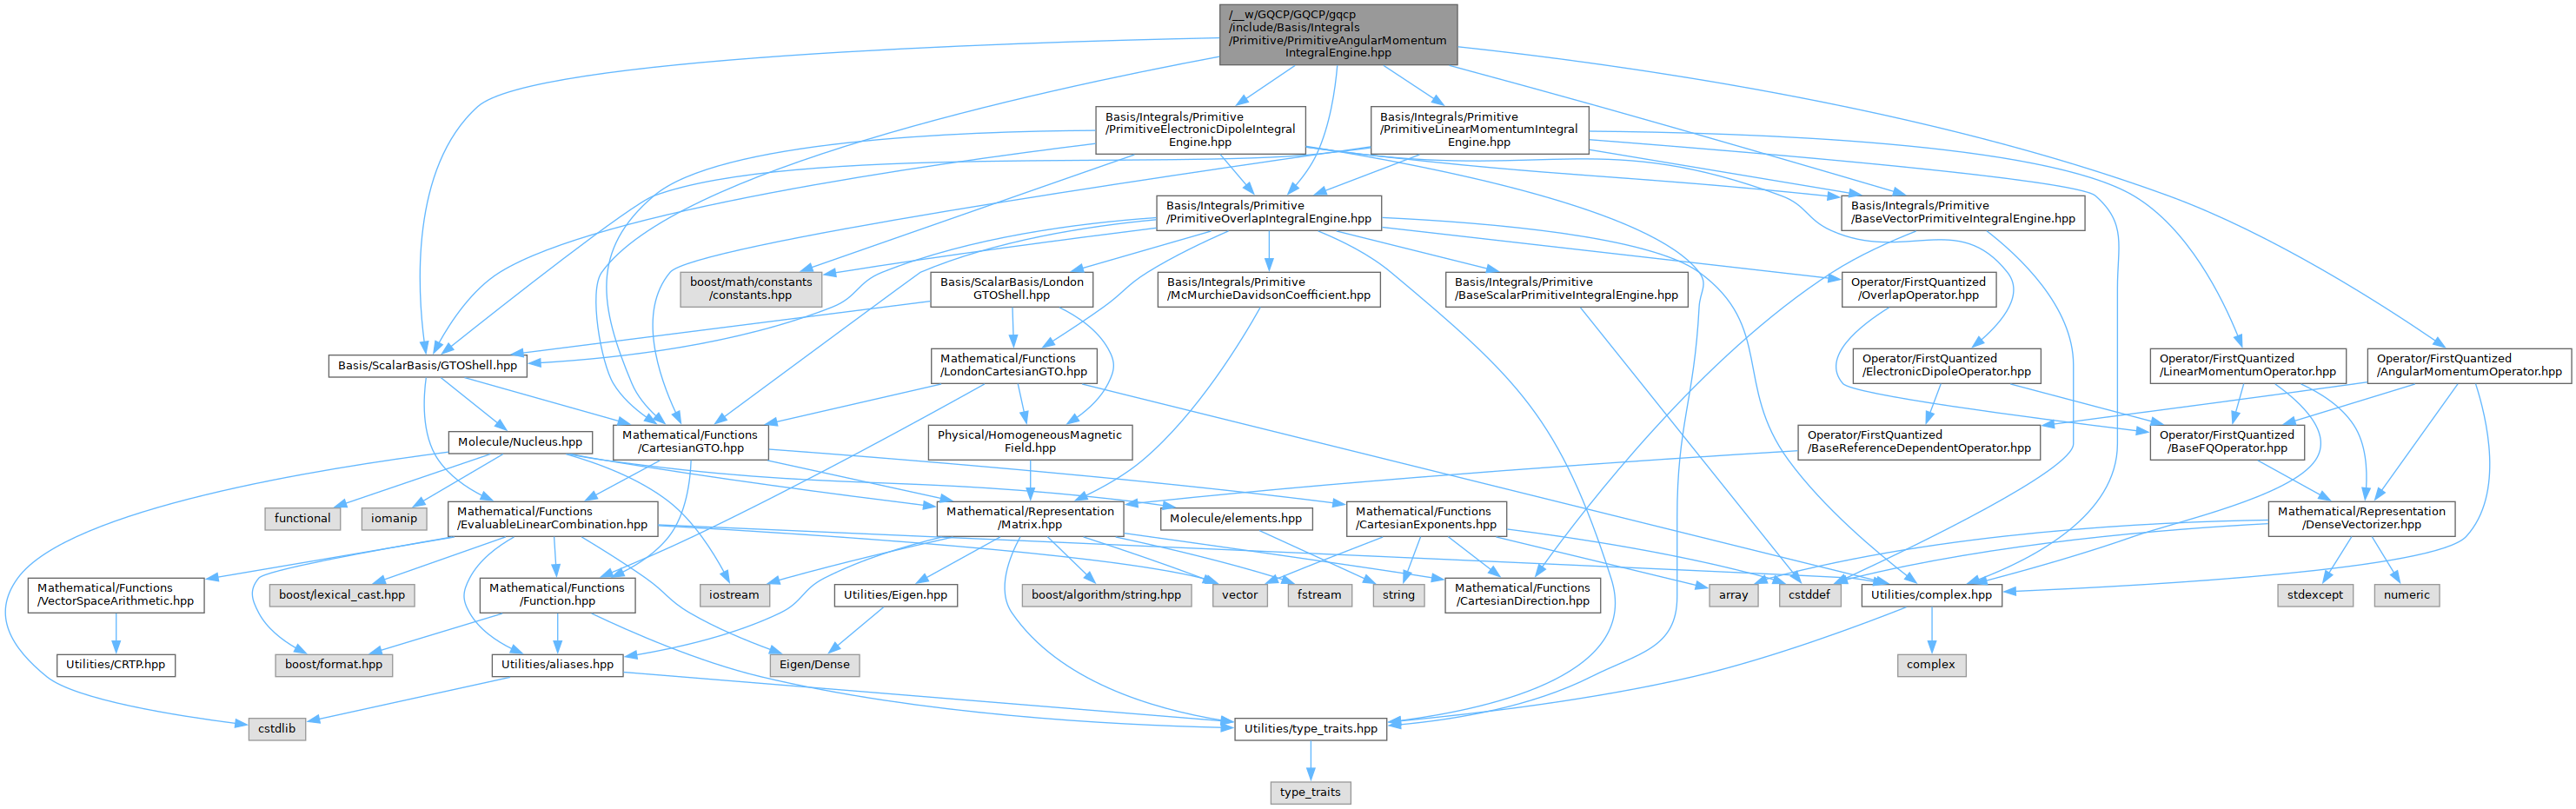 /__w/GQCP/GQCP/gqcp
/include/Basis/Integrals
/Primitive/PrimitiveAngularMomentum
IntegralEngine.hpp
Basis/Integrals/Primitive
/PrimitiveElectronicDipoleIntegral
Engine.hpp
Basis/Integrals/Primitive
/PrimitiveLinearMomentumIntegral
Engine.hpp
Basis/Integrals/Primitive
/PrimitiveOverlapIntegralEngine.hpp
Basis/Integrals/Primitive
/BaseVectorPrimitiveIntegralEngine.hpp
boost/math/constants
/constants.hpp
Basis/ScalarBasis/London
GTOShell.hpp
Basis/Integrals/Primitive
/McMurchieDavidsonCoefficient.hpp
Basis/Integrals/Primitive
/BaseScalarPrimitiveIntegralEngine.hpp
Operator/FirstQuantized
/OverlapOperator.hpp
Basis/ScalarBasis/GTOShell.hpp
Mathematical/Functions
/LondonCartesianGTO.hpp
Operator/FirstQuantized
/ElectronicDipoleOperator.hpp
Operator/FirstQuantized
/LinearMomentumOperator.hpp
Operator/FirstQuantized
/AngularMomentumOperator.hpp
Molecule/Nucleus.hpp
Mathematical/Functions
/CartesianGTO.hpp
Physical/HomogeneousMagnetic
Field.hpp
Operator/FirstQuantized
/BaseReferenceDependentOperator.hpp
Operator/FirstQuantized
/BaseFQOperator.hpp
functional
iomanip
Mathematical/Functions
/EvaluableLinearCombination.hpp
Mathematical/Representation
/Matrix.hpp
Molecule/elements.hpp
Mathematical/Functions
/CartesianExponents.hpp
Mathematical/Representation
/DenseVectorizer.hpp
Mathematical/Functions
/VectorSpaceArithmetic.hpp
boost/lexical_cast.hpp
Mathematical/Functions
/Function.hpp
iostream
Utilities/Eigen.hpp
boost/algorithm/string.hpp
vector
fstream
string
Mathematical/Functions
/CartesianDirection.hpp
array
cstddef
Utilities/complex.hpp
stdexcept
numeric
Utilities/CRTP.hpp
boost/format.hpp
Utilities/aliases.hpp
Eigen/Dense
complex
cstdlib
Utilities/type_traits.hpp
type_traits